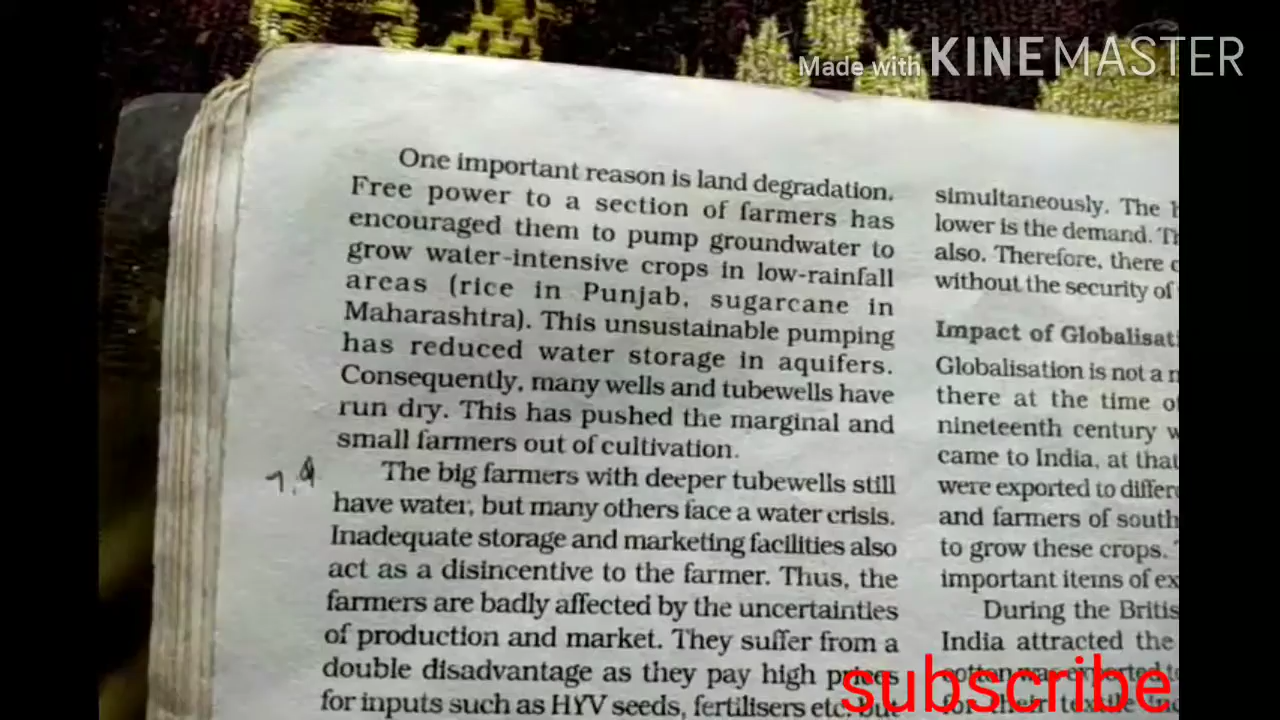 Made with KINEMASTER
One important reason is land degradation.
Free power to a section of farmers has
encouraged them to pump groundwater to
grow water-intensive crops in low-rainfall
areas (rice in Punjab, sugarcane in
Maharashtra). This unsustainable pumping
has reduced water storage in aquifers.
Consequently, many wells and tubewells have
run dry. This has pushed the marginal and
small farmers out of cultivation.
The big farmers with deeper tubewells still
have water, but many others face a water crisis.
Inadequate storage and marketing facilities also
act as a disincentive to the farmer. Thus, the
farmers are badly affected by the uncertainties
of production and market. They suffer from a
double disadvantage as they pay high prices
for inputs such as HYV seeds, fertilisers etc. but
simultaneously. The
lower is the demand.
also. Therefore, there
without the security of
Impact of
Globalisation is not a
there at the time
nineteenth century
came to India, at that
were exported to
and farmers of south
to grow these crops.
important items of
During the
India attracted the
cotton was exported
for their textile
subscribe